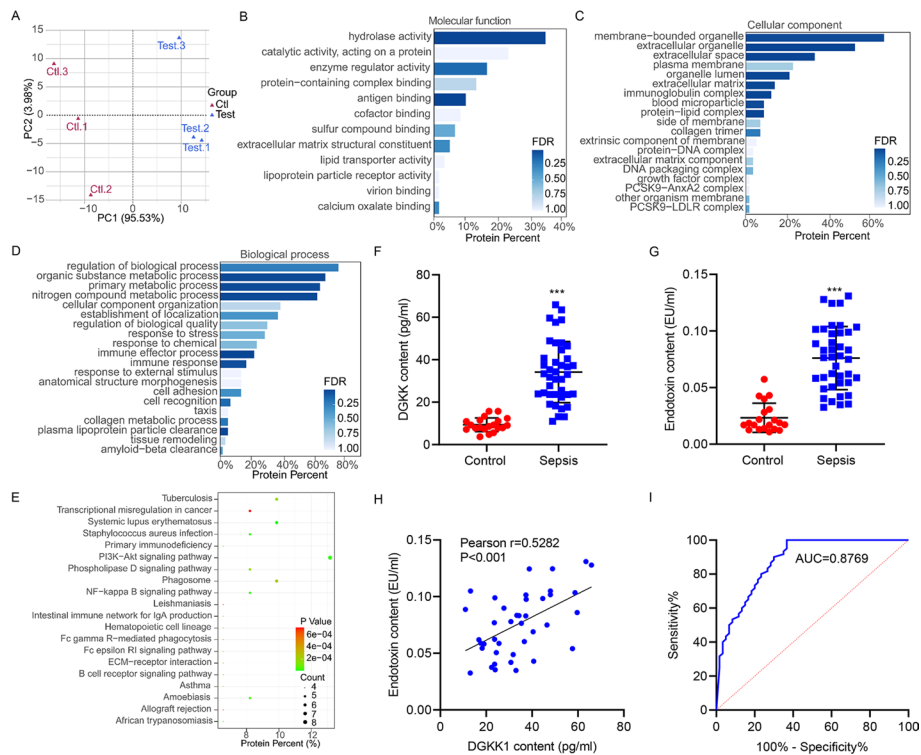 A
15
10
5
0
−5
−10
−15
PC2 (3.98%)
Test.3
Ctl.3
Ctl.1
Test.2
Test.1
Ctl.2
Group
Ctl
Test
−10 0 10
PC1 (95.53%)
B
Molecular function
hydrolase activity
catalytic activity, acting on a protein
enzyme regulator activity
protein−containing complex binding
antigen binding
cofactor binding
sulfur compound binding
extracellular matrix structural constituent
lipid transporter activity
lipoprotein particle receptor activity
virion binding
calcium oxalate binding
FDR
0.25
0.50
0.75
1.00
0% 10% 20% 30% 40%
Protein Percent
C
Cellular component
membrane−bounded organelle
extracellular organelle
extracellular space
plasma membrane
organelle lumen
extracellular matrix
immunoglobulin complex
blood microparticle
protein−lipid complex
side of membrane
collagen trimer
extrinsic component of membrane
protein−DNA complex
extracellular matrix component
DNA packaging complex
growth factor complex
PCSK9−AnxA2 complex
other organism membrane
PCSK9−LDLR complex
FDR
0.25
0.50
0.75
1.00
0% 20% 40% 60%
Protein Percent
D
Biological process
regulation of biological process
organic substance metabolic process
primary metabolic process
nitrogen compound metabolic process
cellular component organization
establishment of localization
regulation of biological quality
response to stress
response to chemical
immune effector process
immune response
response to external stimulus
anatomical structure morphogenesis
cell adhesion
cell recognition
taxis
collagen metabolic process
plasma lipoprotein particle clearance
tissue remodeling
amyloid−beta clearance
FDR
0.25
0.50
0.75
1.00
0% 20% 40% 60% 80%
Protein Percent
F
80
60
40
20
0
DGKK content (pg/ml)
***
Control Sepsis
G
0.15
0.10
0.05
0.00
Endotoxin content (EU/ml)
***
Control Sepsis
E
Tuberculosis
Transcriptional misregulation in cancer
Systemic lupus erythematosus
Staphylococcus aureus infection
Primary immunodeficiency
PI3K−Akt signaling pathway
Phospholipase D signaling pathway
Phagosome
NF−kappa B signaling pathway
Leishmaniasis
Intestinal immune network for IgA production
Hematopoietic cell lineage
Fc gamma R−mediated phagocytosis
Fc epsilon RI signaling pathway
ECM−receptor interaction
B cell receptor signaling pathway
Asthma
Amoebiasis
Allograft rejection
African trypanosomiasis
P Value
6e−04
4e−04
2e−04
Count
4
5
6
7
8
8 10 12
Protein Percent (%)
H
Pearson r=0.5282
P<0.001
0.15
0.10
0.05
0.00
Endotoxin content (EU/ml)
0 20 40 60 80
DGKK1 content (pg/ml)
I
AUC=0.8769
100
80
60
40
20
0
Sensitivity%
0 20 40 60 80 100
100% - Specificity%